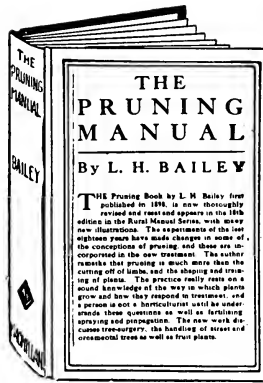 THE
PRUNING
MANUAL
BAILEY
MACMILLAN
THE
PRUNING
MANUAL
By L. H. BAILEY
THE Pruning Book by L. H. Bailey first
published in 1898, is now thoroughly
revised and reset and appears in the 18th
edition in the Rural Manual Series, with many
new illustrations. The experiments of the last
eighteen years have made changes in some of
the conceptions of pruning, and these are in-
corporated in the new treatment. The author
remarks that pruning is much more than the
cutting off of limbs, and the shaping and train-
ing of plants. The practice really rests on a
sound knowledge of the way in which plants
grow and how they respond to treatment, and
a person is not a horticulturist until he under-
stands these questions as well as fertilizing
spraying and propagation. The new work dis-
cusses tree-surgery, the handling of street and
ornamental trees as well as fruit plants.